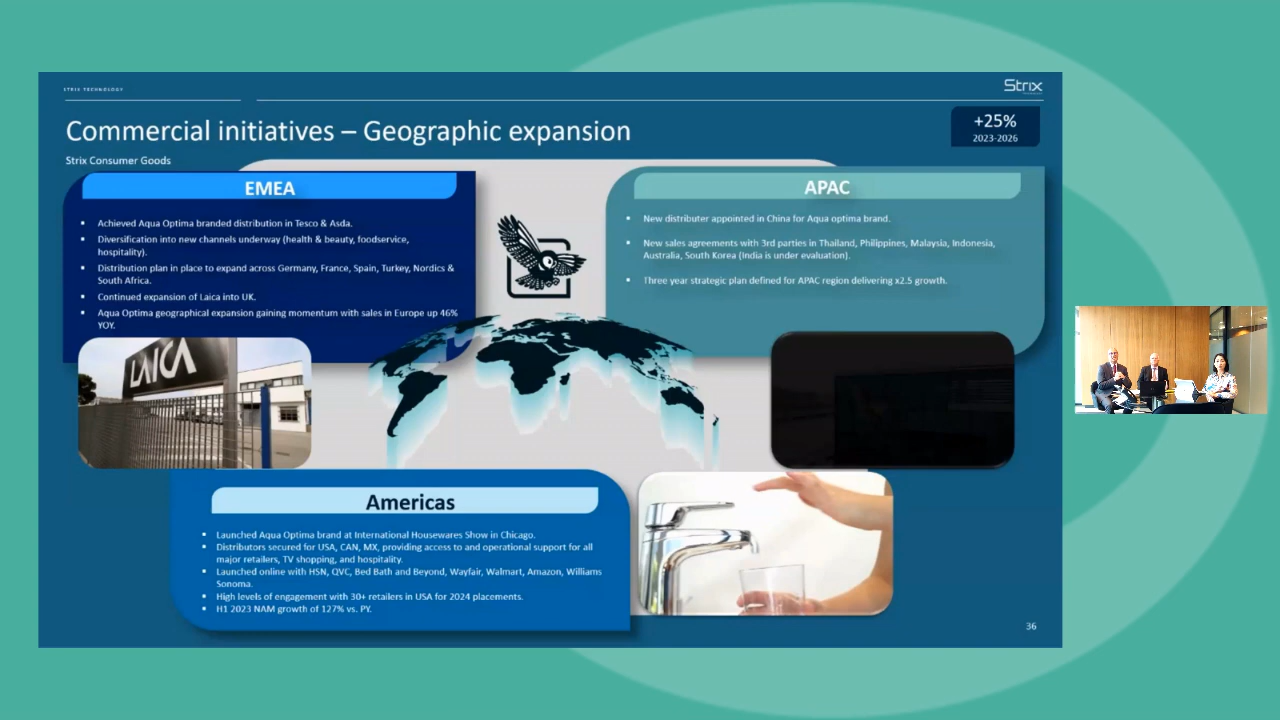 STRIX TECHNOLOGY
Strix
Commercial initiatives – Geographic expansion
+25%
2023-2026
Strix Consumer Goods
EMEA
▪ Achieved Aqua Optima branded distribution in Tesco & Asda.
▪ Diversification into new channels underway (health & beauty, foodservice,
hospitality).
▪ Distribution plan in place to expand across Germany, France, Spain, Turkey, Nordics &
South Africa.
▪ Continued expansion of Laica into UK.
▪ Aqua Optima geographical expansion gaining momentum with sales in Europe up 46%
YOY.
APAC
▪ New distributer appointed in China for Aqua optima brand.
▪ New sales agreements with 3rd parties in Thailand, Philippines, Malaysia, Indonesia,
Australia, South Korea (India is under evaluation).
▪ Three year strategic plan defined for APAC region delivering x2.5 growth.
LAICA
Americas
▪ Launched Aqua Optima brand at International Housewares Show in Chicago.
▪ Distributors secured for USA, CAN, MX, providing access to and operational support for all
major retailers, TV shopping, and hospitality.
▪ Launched online with HSN, QVC, Bed Bath and Beyond, Wayfair, Walmart, Amazon, Williams
Sonoma.
▪ High levels of engagement with 30+ retailers in USA for 2024 placements.
▪ H1 2023 NAM growth of 127% vs. PY.
36